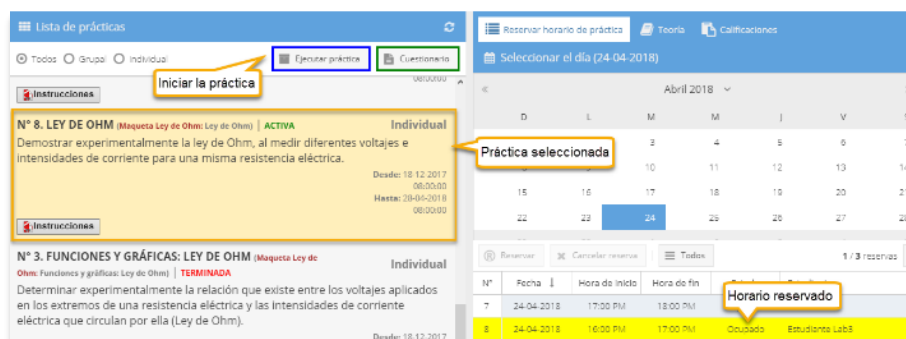 Lista de prácticas
Todos Grupal Individual
Ejecutar práctica
Cuestionario
Iniciar la práctica
08:00:00
Instrucciones
N° 8. LEY DE OHM (Maqueta Ley de Ohm: Ley de Ohm) | ACTIVA
Individual
Demostrar experimentalmente la ley de Ohm, al medir diferentes voltajes e
intensidades de corriente para una misma resistencia eléctrica.
Desde: 18-12-2017
08:00:00
Hasta: 28-04-2018
08:00:00
Instrucciones
Práctica seleccionada
N° 3. FUNCIONES Y GRÁFICAS: LEY DE OHM (Maqueta Ley de
Ohm: Funciones y gráficas: Ley de Ohm) | TERMINADA
Individual
Determinar experimentalmente la relación que existe entre los voltajes aplicados
en los extremos de una resistencia eléctrica y las intensidades de corriente
eléctrica que circulan por ella (Ley de Ohm).
Desde: 18-12-2017
Reservar horario de práctica Teoría Calificaciones
Seleccionar el día (24-04-2018)
« Abril 2018
D L M M J V
3 4 5 6
10 11 12 13
15 16 17 18 19 20
22 23 24 25 26 27
Reservar Cancelar reserva Todos 1 / 3 reservas
N° Fecha Hora de inicio Hora de fin
Horario reservado
7 24-04-2018 17:00 PM 18:00 PM
8 24-04-2018 16:00 PM 17:00 PM Ocupado Estudiante Lab3